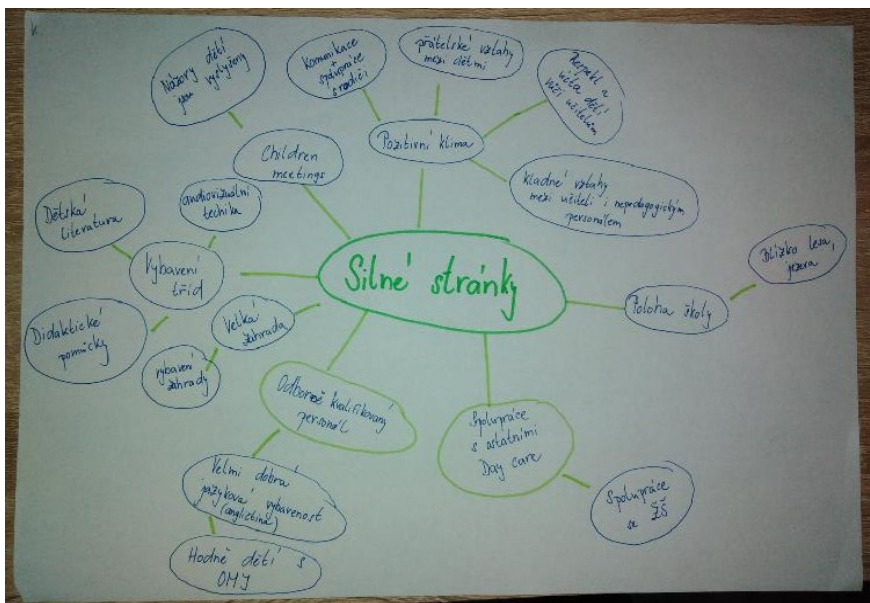 Silné stránky
Pozitivní klima
Komunikace
+
spolupráce
s rodiči
přátelské vztahy
mezi dětmi
Respekt a
úcta dětí
vůči učitelům
Kladné vztahy
mezi učiteli i nepedagogickým
personálem
Children
meetings
Názory dětí
jsou vyslyšeny
Vybavení
tříd
Dětská
literatura
audiovizuální
technika
Didaktické
pomůcky
Velká
zahrada
vybavení
zahrady
Odborně kvalifikovaný
personál
Velmi dobrá
jazyková vybavenost
(angličtina)
Hodně dětí s
OMJ
Spolupráce
s ostatními
Day care
Spolupráce
se ZŠ
Poloha školy
Blízko lesa,
jezera